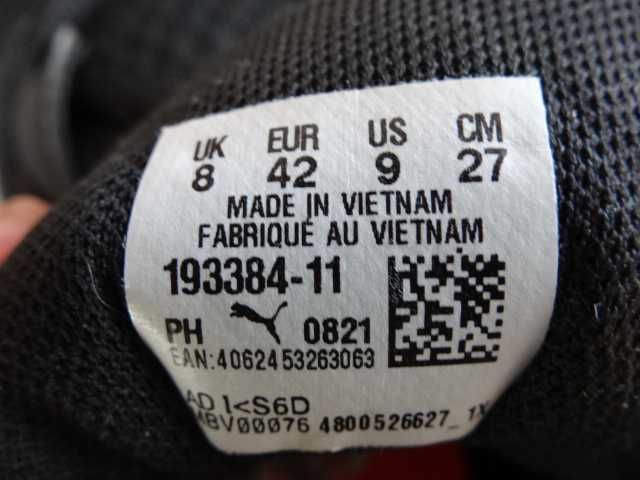 UK EUR US CM
8 42 9 27
MADE IN VIETNAM
FABRIQUÉ AU VIETNAM
193384-11
PH 0821
EAN:4062453263063
AD I<S6D
MBV00076 4800526627_1X